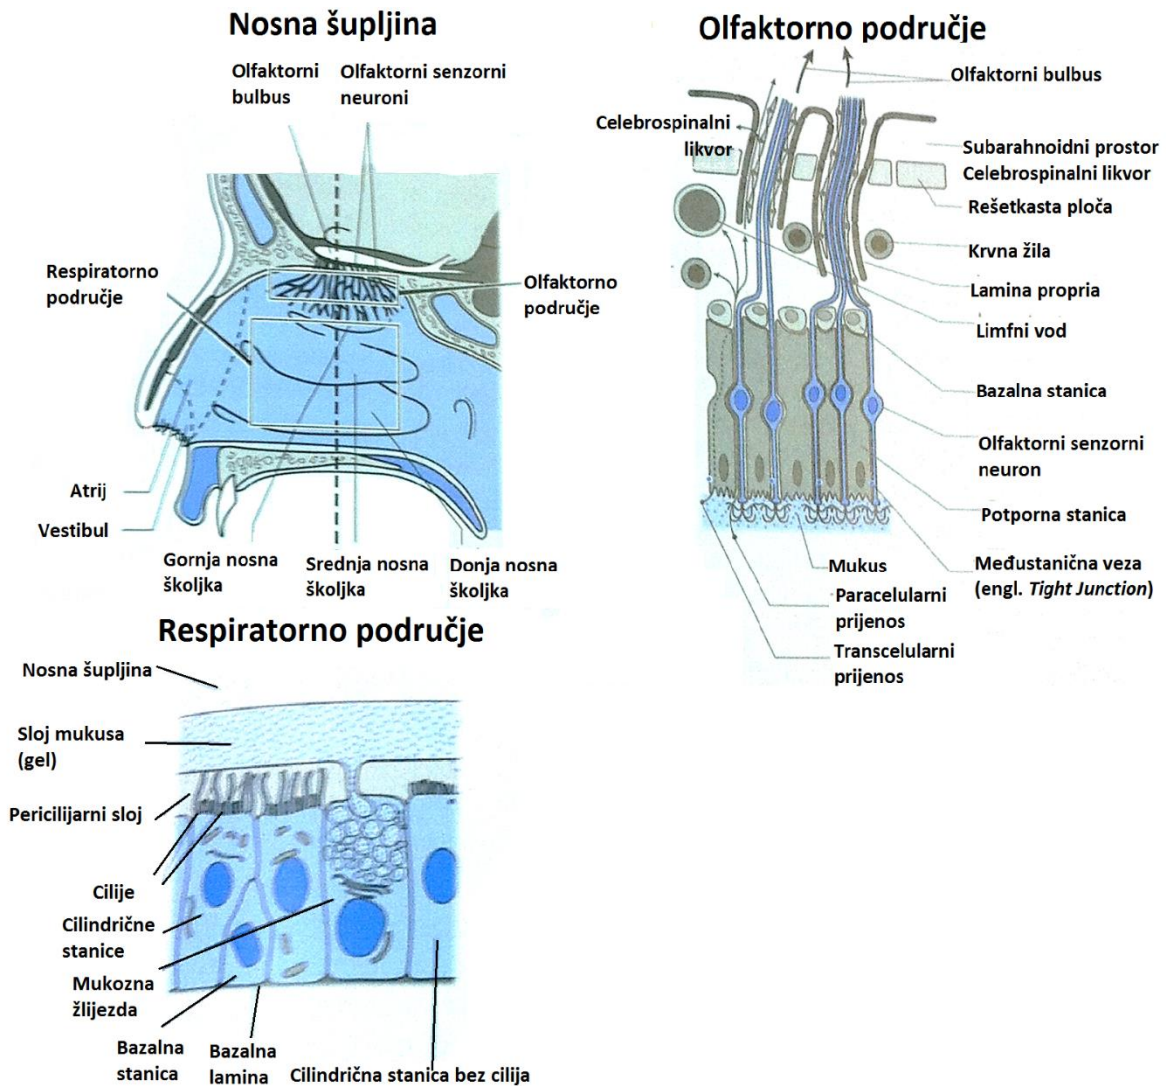 Nosna šupljina
Olfaktorni
bulbus
Olfaktorni senzorni
neuroni
Respiratorno
područje
Olfaktorno
područje
Atrij
Vestibul
Gornja nosna
školjka
Srednja nosna
školjka
Donja nosna
školjka
Olfaktorno područje
Olfaktorni bulbus
Celebrospinalni
likvor
Subarahnoidni prostor
Celebrospinalni likvor
Rešetkasta ploča
Krvna žila
Lamina propria
Limfni vod
Bazalna stanica
Olfaktorni senzorni
neuron
Potporna stanica
Međustanična veza
(engl. Tight Junction)
Mukus
Paracelularni
prijenos
Transcelularni
prijenos
Respiratorno područje
Nosna šupljina
Sloj mukusa
(gel)
Pericilijarni sloj
Cilije
Cilindrične
stanice
Mukozna
žlijezda
Bazalna
stanica
Bazalna
lamina
Cilindrična stanica bez cilija